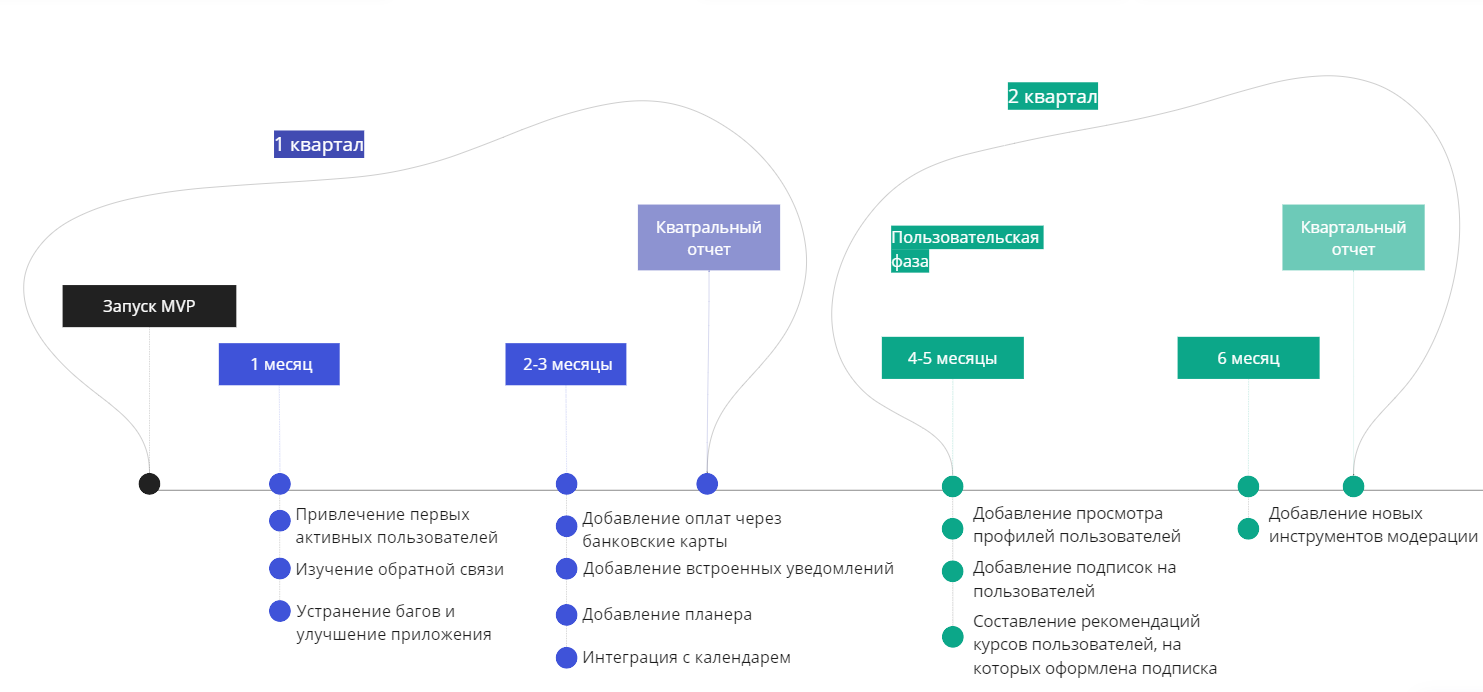 1 квартал
Запуск MVP
1 месяц
Привлечение первых
активных пользователей
Изучение обратной связи
Устранение багов и
улучшение приложения
2-3 месяцы
Добавление оплат через
банковские карты
Добавление встроенных уведомлений
Добавление планера
Интеграция с календарем
Кватральный
отчет
2 квартал
Пользовательская
фаза
4-5 месяцы
Добавление просмотра
профилей пользователей
Добавление подписок на
пользователей
Составление рекомендаций
курсов пользователей, на
которых оформлена подписка
6 месяц
Добавление новых
инструментов модерации
Квартальный
отчет